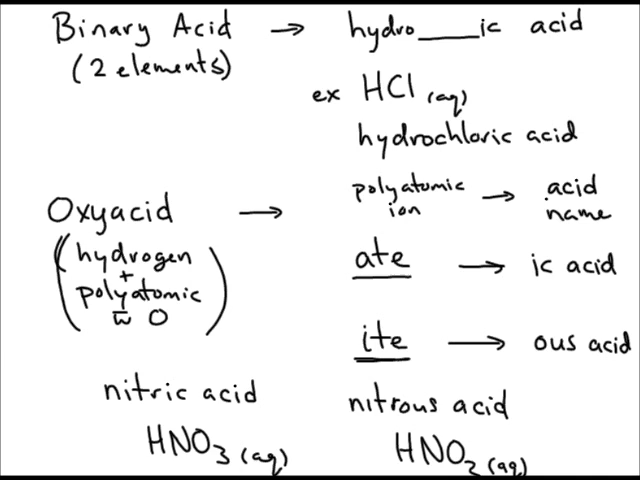 Binary Acid → hydro____ic acid
(2 elements)
ex HCl (aq)
hydrochloric acid
Oxyacid → polyatomic ion → acid name
(hydrogen + polyatomic w̅ O)
ate → ic acid
ite → ous acid
nitric acid nitrous acid
HNO₃ (aq) HNO₂ (aq)